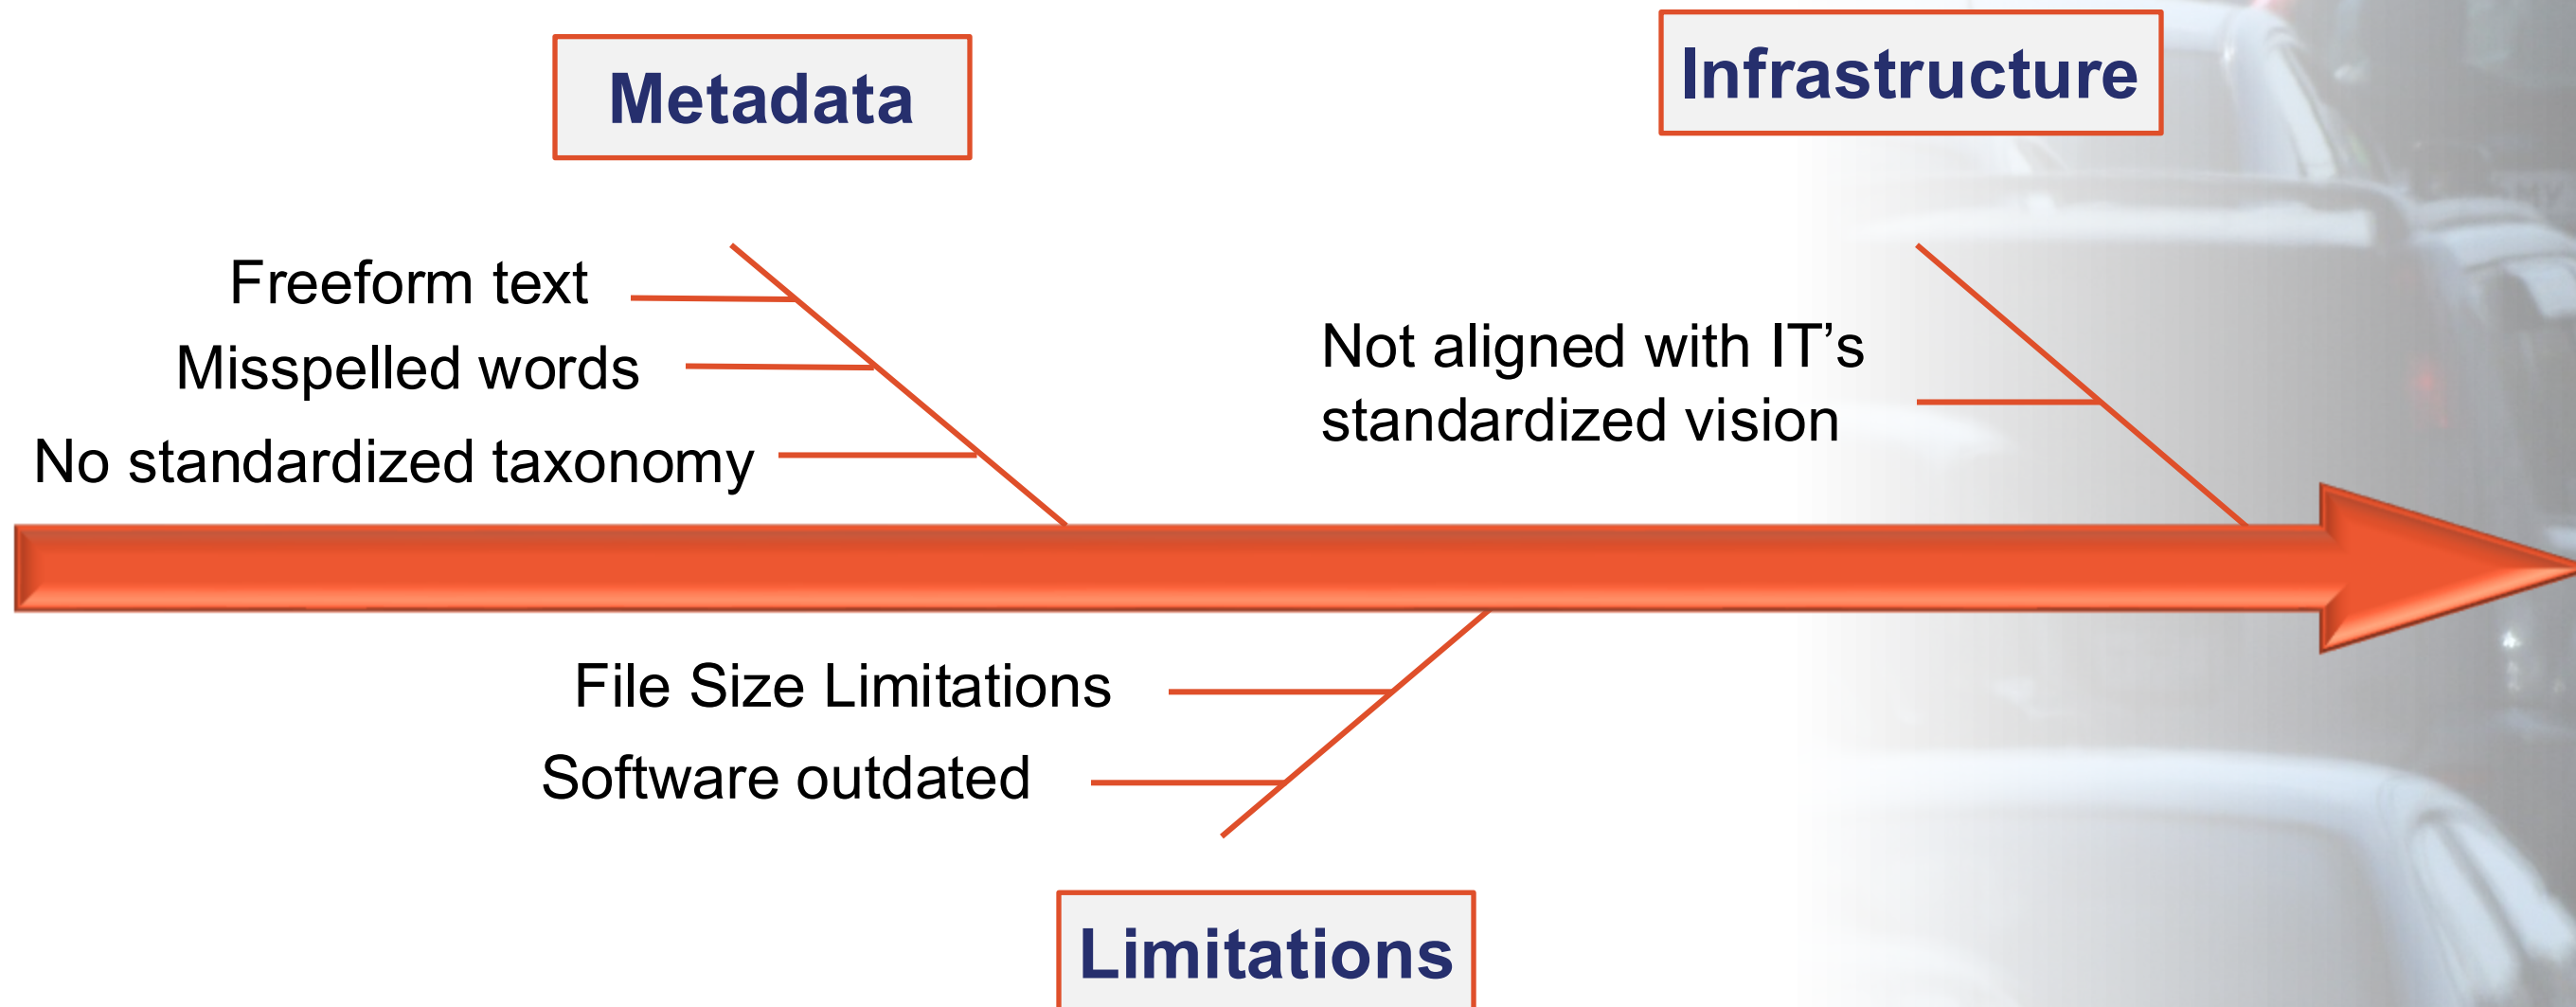 Metadata
Infrastructure
Freeform text
Misspelled words
No standardized taxonomy
Not aligned with IT’s
standardized vision
File Size Limitations
Software outdated
Limitations